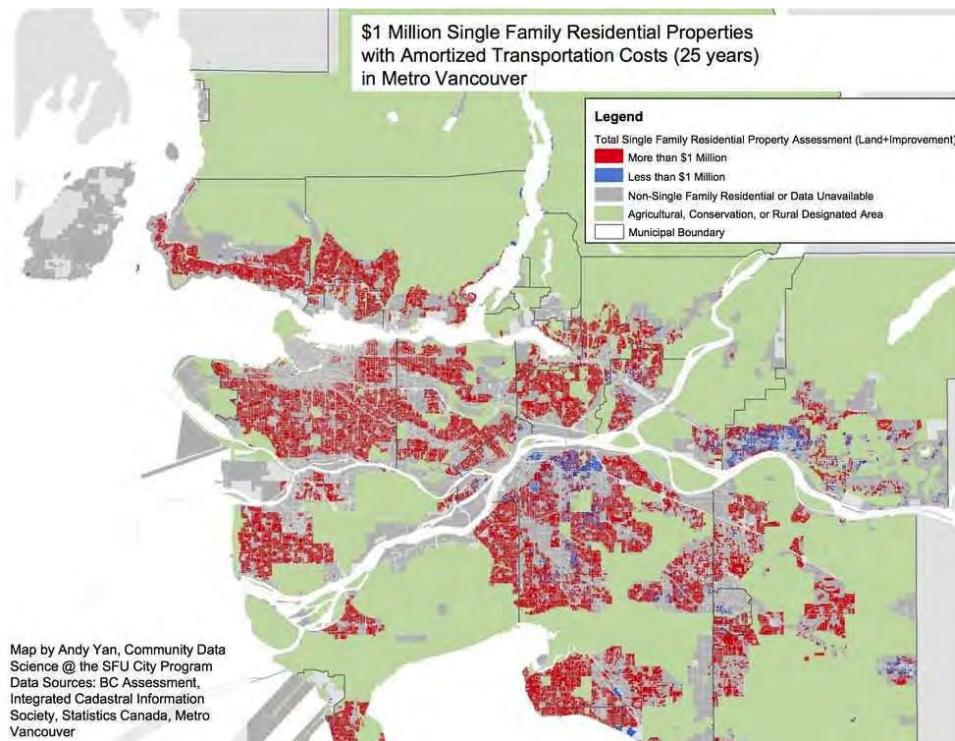 $1 Million Single Family Residential Properties
with Amortized Transportation Costs (25 years)
in Metro Vancouver
Legend
Total Single Family Residential Property Assessment (Land+Improvement)
More than $1 Million
Less than $1 Million
Non-Single Family Residential or Data Unavailable
Agricultural, Conservation, or Rural Designated Area
Municipal Boundary
Map by Andy Yan, Community Data
Science @ the SFU City Program
Data Sources: BC Assessment,
Integrated Cadastral Information
Society, Statistics Canada, Metro
Vancouver